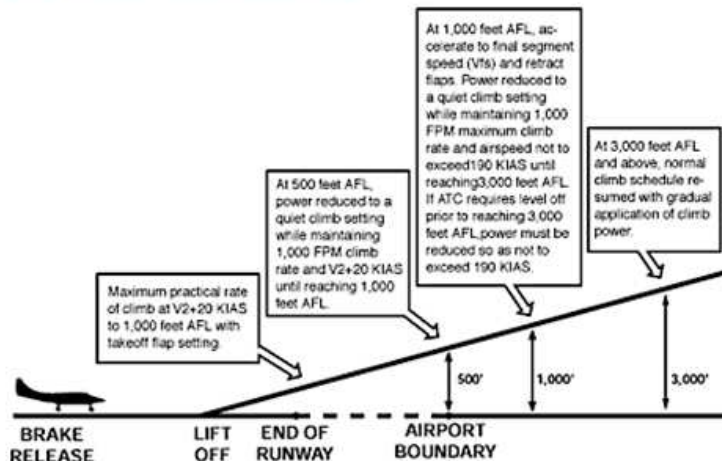 Maximum practical rate
of climb at V2+20 KIAS
to 1,000 feet AFL with
takeoff flap setting.
At 500 feet AFL,
power reduced to a
quiet climb setting
while maintaining
1,000 FPM climb
rate and V2+20 KIAS
until reaching 1,000
feet AFL.
At 1,000 feet AFL, ac-
celerate to final segment
speed (Vfs) and retract
flaps. Power reduced to
a quiet climb setting
while maintaining 1,000
FPM maximum climb
rate and airspeed not to
exceed190 KIAS until
reaching3,000 feet AFL.
If ATC requires level off
prior to reaching 3,000
feet AFL,power must be
reduced so as not to
exceed 190 KIAS.
At 3,000 feet AFL
and above, normal
climb schedule re-
sumed with gradual
application of climb
power.
500'
1,000'
3,000'
BRAKE
RELEASE
LIFT
OFF
END OF
RUNWAY
AIRPORT
BOUNDARY